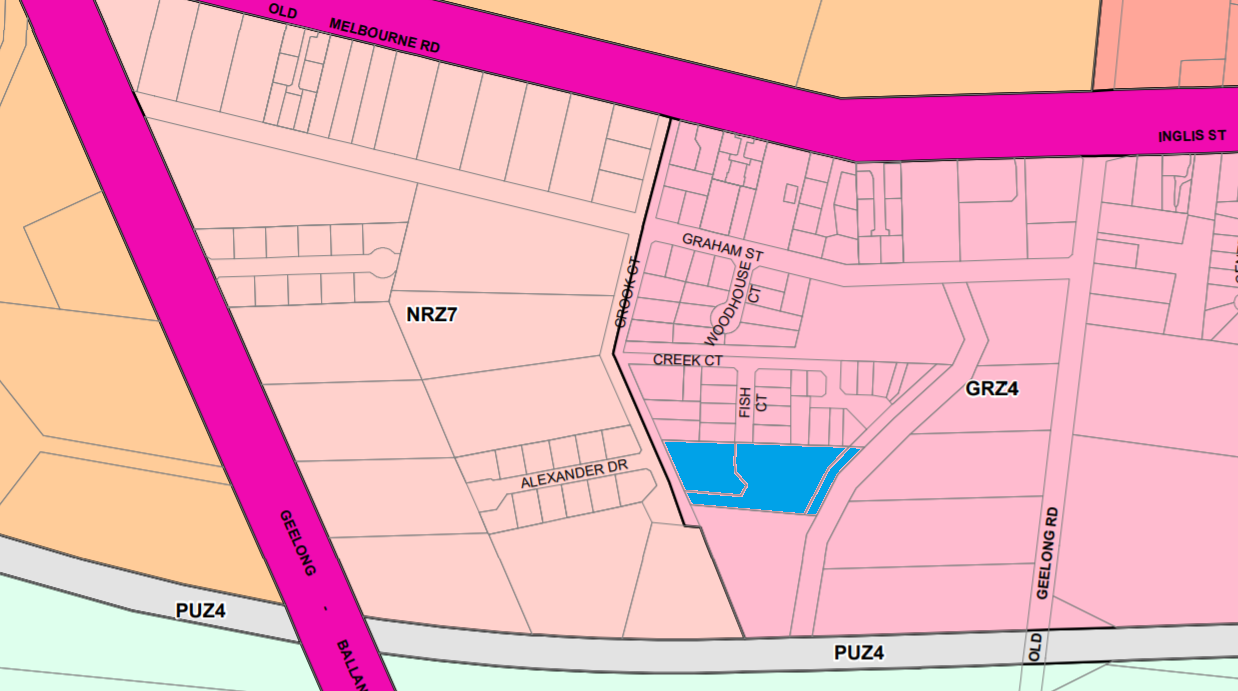 OLD
MELBOURNE RD
INGLIS ST
GRAHAM ST
CROOK CT
WOODHOUSE
CT
NRZ7
CREEK CT
FISH
CT
GRZ4
ALEXANDER DR
GEELONG
-
BALLAN
GEELONG RD
OLD
PUZ4
PUZ4